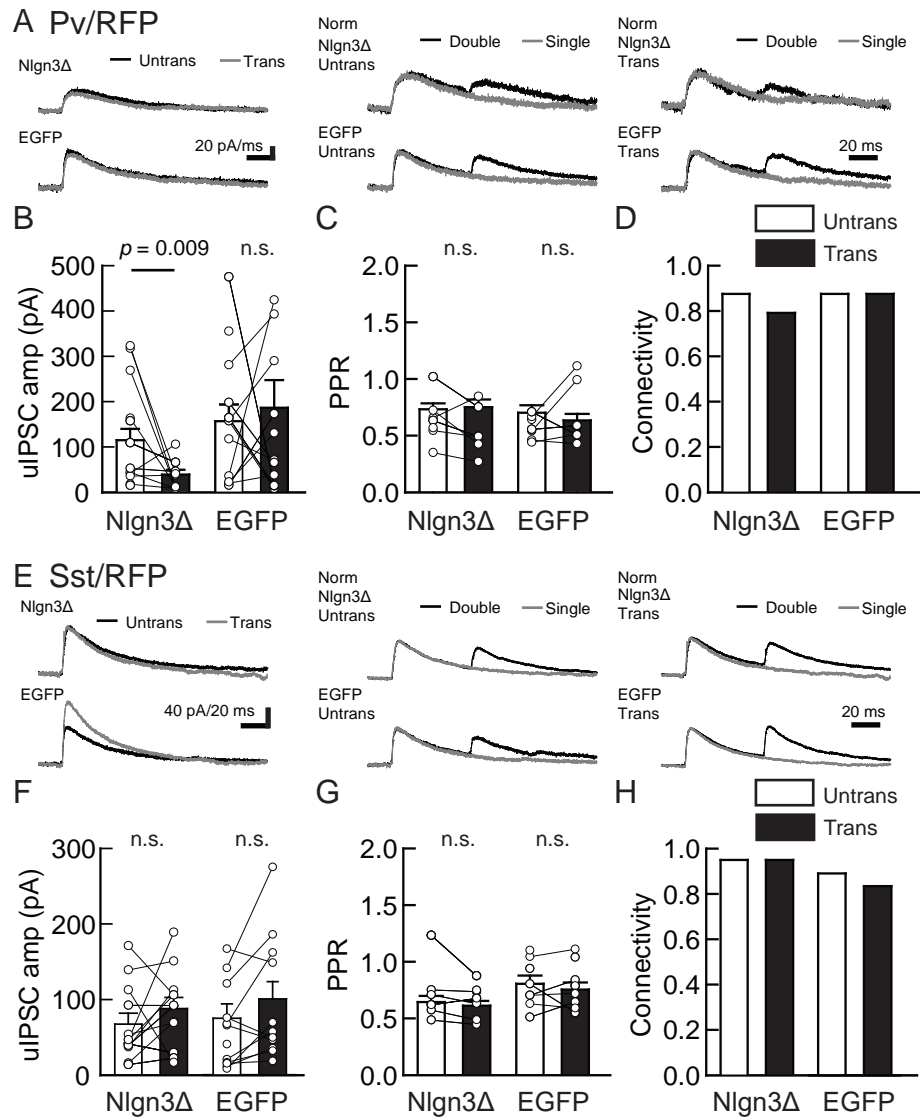 A Pv/RFP
Nlgn3Δ
Untrans
Trans
EGFP
20 pA/ms
Norm
Nlgn3Δ
Untrans
Double
Single
EGFP
Untrans
Norm
Nlgn3Δ
Trans
Double
Single
EGFP
Trans
20 ms
B
p = 0.009
n.s.
uIPSC amp (pA)
500
400
300
200
100
0
Nlgn3Δ
EGFP
C
n.s.
n.s.
PPR
2.0
1.5
1.0
0.5
0.0
Nlgn3Δ
EGFP
D
Untrans
Trans
Connectivity
1.0
0.8
0.6
0.4
0.2
0.0
Nlgn3Δ
EGFP
E Sst/RFP
Nlgn3Δ
Untrans
Trans
EGFP
40 pA/20 ms
Norm
Nlgn3Δ
Untrans
Double
Single
EGFP
Untrans
Norm
Nlgn3Δ
Trans
Double
Single
EGFP
Trans
20 ms
F
n.s.
n.s.
uIPSC amp (pA)
300
200
100
0
Nlgn3Δ
EGFP
G
n.s.
n.s.
PPR
2.0
1.5
1.0
0.5
0.0
Nlgn3Δ
EGFP
H
Untrans
Trans
Connectivity
1.0
0.8
0.6
0.4
0.2
0.0
Nlgn3Δ
EGFP